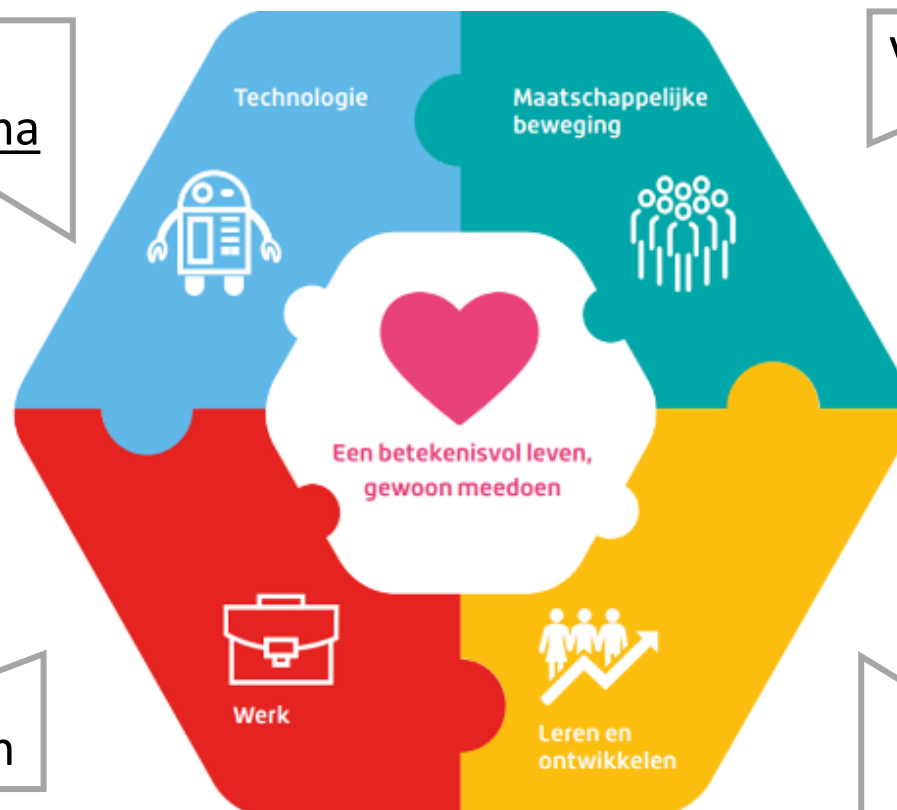 Technologie
Maatschappelijke
beweging
Een betekenisvol leven,
gewoon meedoen
Werk
Leren en
ontwikkelen